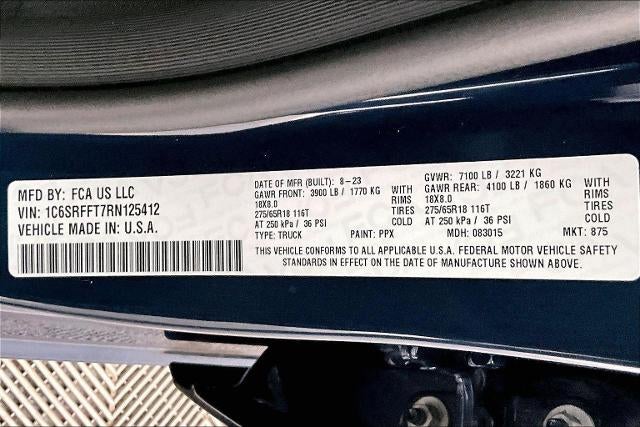 MFD BY: FCA US LLC
VIN: 1C6SRFFT7RN125412
VEHICLE MADE IN: U.S.A.
DATE OF MFR (BUILT): 8-23 GVWR: 7100 LB / 3221 KG
GAWR FRONT: 3900 LB / 1770 KG WITH GAWR REAR: 4100 LB / 1860 KG WITH
18X8.0 RIMS 18X8.0 RIMS
275/65R18 116T TIRES 275/65R18 116T TIRES
AT 250 kPa / 36 PSI COLD AT 250 kPa / 36 PSI COLD
TYPE: TRUCK PAINT: PPX MDH: 083015 MKT: 875
THIS VEHICLE CONFORMS TO ALL APPLICABLE U.S.A. FEDERAL MOTOR VEHICLE SAFETY
STANDARDS IN EFFECT ON THE DATE OF MANUFACTURE SHOWN ABOVE.